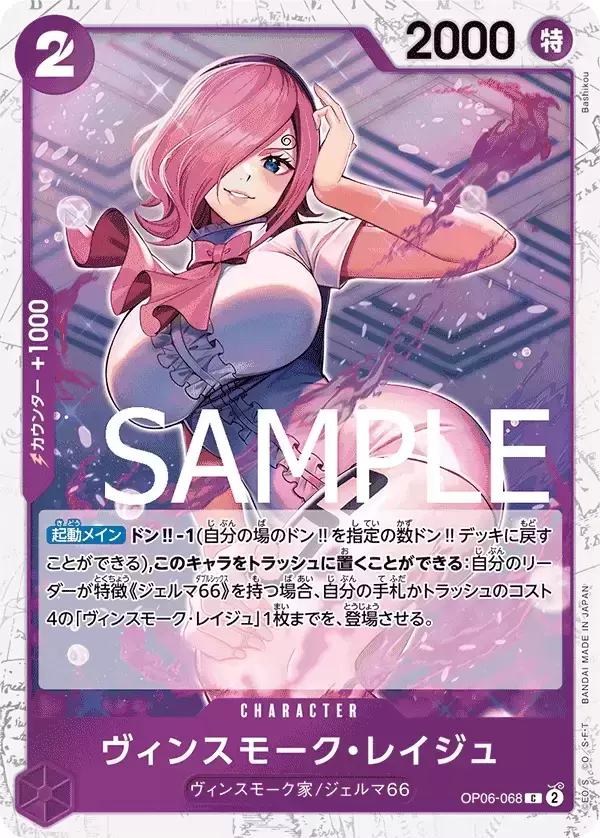 2
2000
特
Bashikou
カウンター +1000
SAMPLE
起動メイン ドン!!-1(自分の場のドン!!を指定の数ドン!!デッキに戻す
ことができる),このキャラをトラッシュに置くことができる:自分のリー
ダーが特徴《ジェルマ66》を持つ場合、自分の手札かトラッシュのコスト
4の「ヴィンスモーク・レイジュ」1枚までを、登場させる。
CHARACTER
ヴィンスモーク・レイジュ
ヴィンスモーク家/ジェルマ66
OP06-068 C 2
©E.O./S. ©O./S.・F.・T. BANDAI MADE IN JAPAN